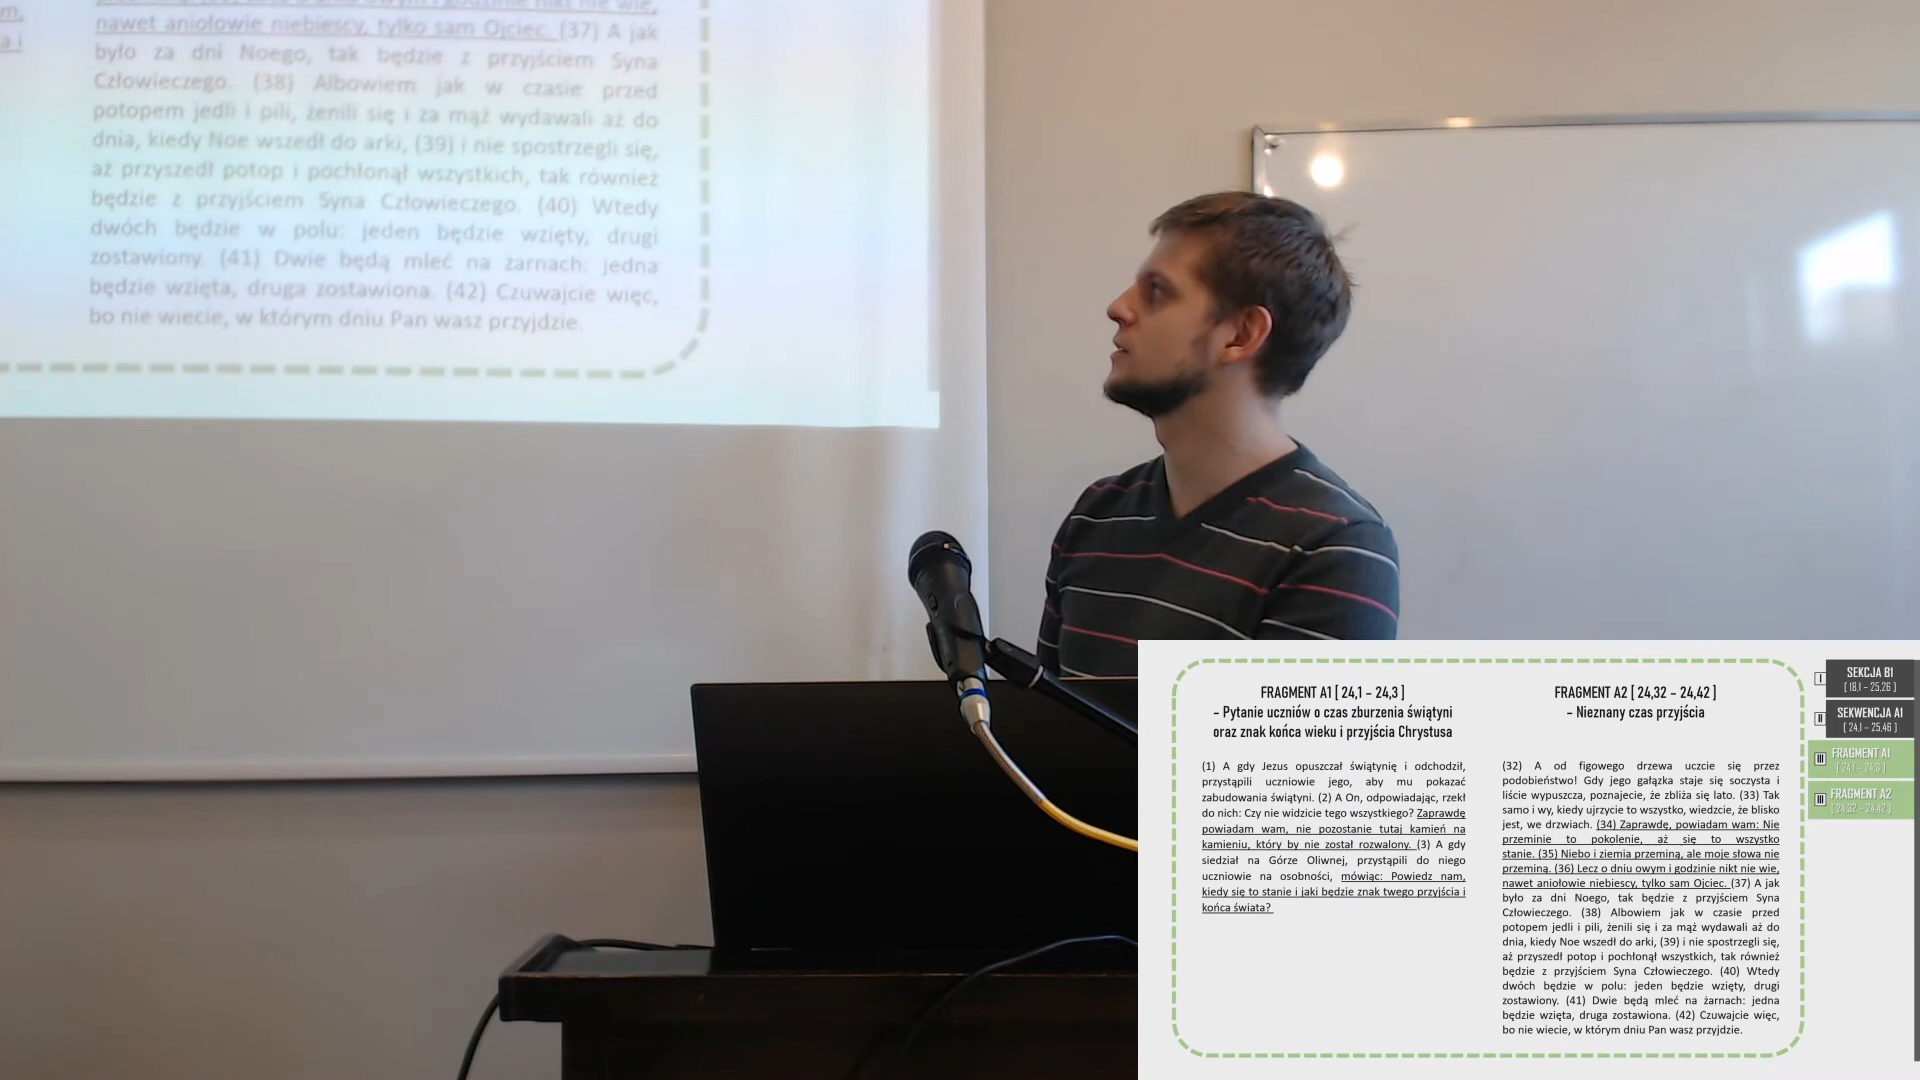 m,
a i
nawet aniołowie niebiescy, tylko sam Ojciec. (37) A jak
było za dni Noego, tak będzie z przyjściem Syna
Człowieczego. (38) Albowiem jak w czasie przed
potopem jedli i pili, żenili się i za mąż wydawali aż do
dnia, kiedy Noe wszedł do arki, (39) i nie spostrzegli się,
aż przyszedł potop i pochłonął wszystkich, tak również
będzie z przyjściem Syna Człowieczego. (40) Wtedy
dwóch będzie w polu: jeden będzie wzięty, drugi
zostawiony. (41) Dwie będą mleć na żarnach: jedna
będzie wzięta, druga zostawiona. (42) Czuwajcie więc,
bo nie wiecie, w którym dniu Pan wasz przyjdzie.
FRAGMENT A1 [ 24,1 – 24,3 ]
– Pytanie uczniów o czas zburzenia świątyni
oraz znak końca wieku i przyjścia Chrystusa
(1) A gdy Jezus opuszczał świątynię i odchodził,
przystąpili uczniowie jego, aby mu pokazać
zabudowania świątyni. (2) A On, odpowiadając, rzekł
do nich: Czy nie widzicie tego wszystkiego? Zaprawdę
powiadam wam, nie pozostanie tutaj kamień na
kamieniu, który by nie został rozwalony. (3) A gdy
siedział na Górze Oliwnej, przystąpili do niego
uczniowie na osobności, mówiąc: Powiedz nam,
kiedy się to stanie i jaki będzie znak twego przyjścia i
końca świata?
FRAGMENT A2 [ 24,32 – 24,42 ]
– Nieznany czas przyjścia
(32) A od figowego drzewa uczcie się przez
podobieństwo! Gdy jego gałązka staje się soczysta i
liście wypuszcza, poznajecie, że zbliża się lato. (33) Tak
samo i wy, kiedy ujrzycie to wszystko, wiedzcie, że blisko
jest, we drzwiach. (34) Zaprawdę, powiadam wam: Nie
przeminie to pokolenie, aż się to wszystko
stanie. (35) Niebo i ziemia przeminą, ale moje słowa nie
przeminą. (36) Lecz o dniu owym i godzinie nikt nie wie,
nawet aniołowie niebiescy, tylko sam Ojciec. (37) A jak
było za dni Noego, tak będzie z przyjściem Syna
Człowieczego. (38) Albowiem jak w czasie przed
potopem jedli i pili, żenili się i za mąż wydawali aż do
dnia, kiedy Noe wszedł do arki, (39) i nie spostrzegli się,
aż przyszedł potop i pochłonął wszystkich, tak również
będzie z przyjściem Syna Człowieczego. (40) Wtedy
dwóch będzie w polu: jeden będzie wzięty, drugi
zostawiony. (41) Dwie będą mleć na żarnach: jedna
będzie wzięta, druga zostawiona. (42) Czuwajcie więc,
bo nie wiecie, w którym dniu Pan wasz przyjdzie.
I SEKCJA B1
[ 18,1 – 25,26 ]
II SEKWENCJA A1
[ 24,1 – 25,46 ]
III FRAGMENT A1
[ 24,1 – 24,3 ]
III FRAGMENT A2
[ 24,32 – 24,42 ]